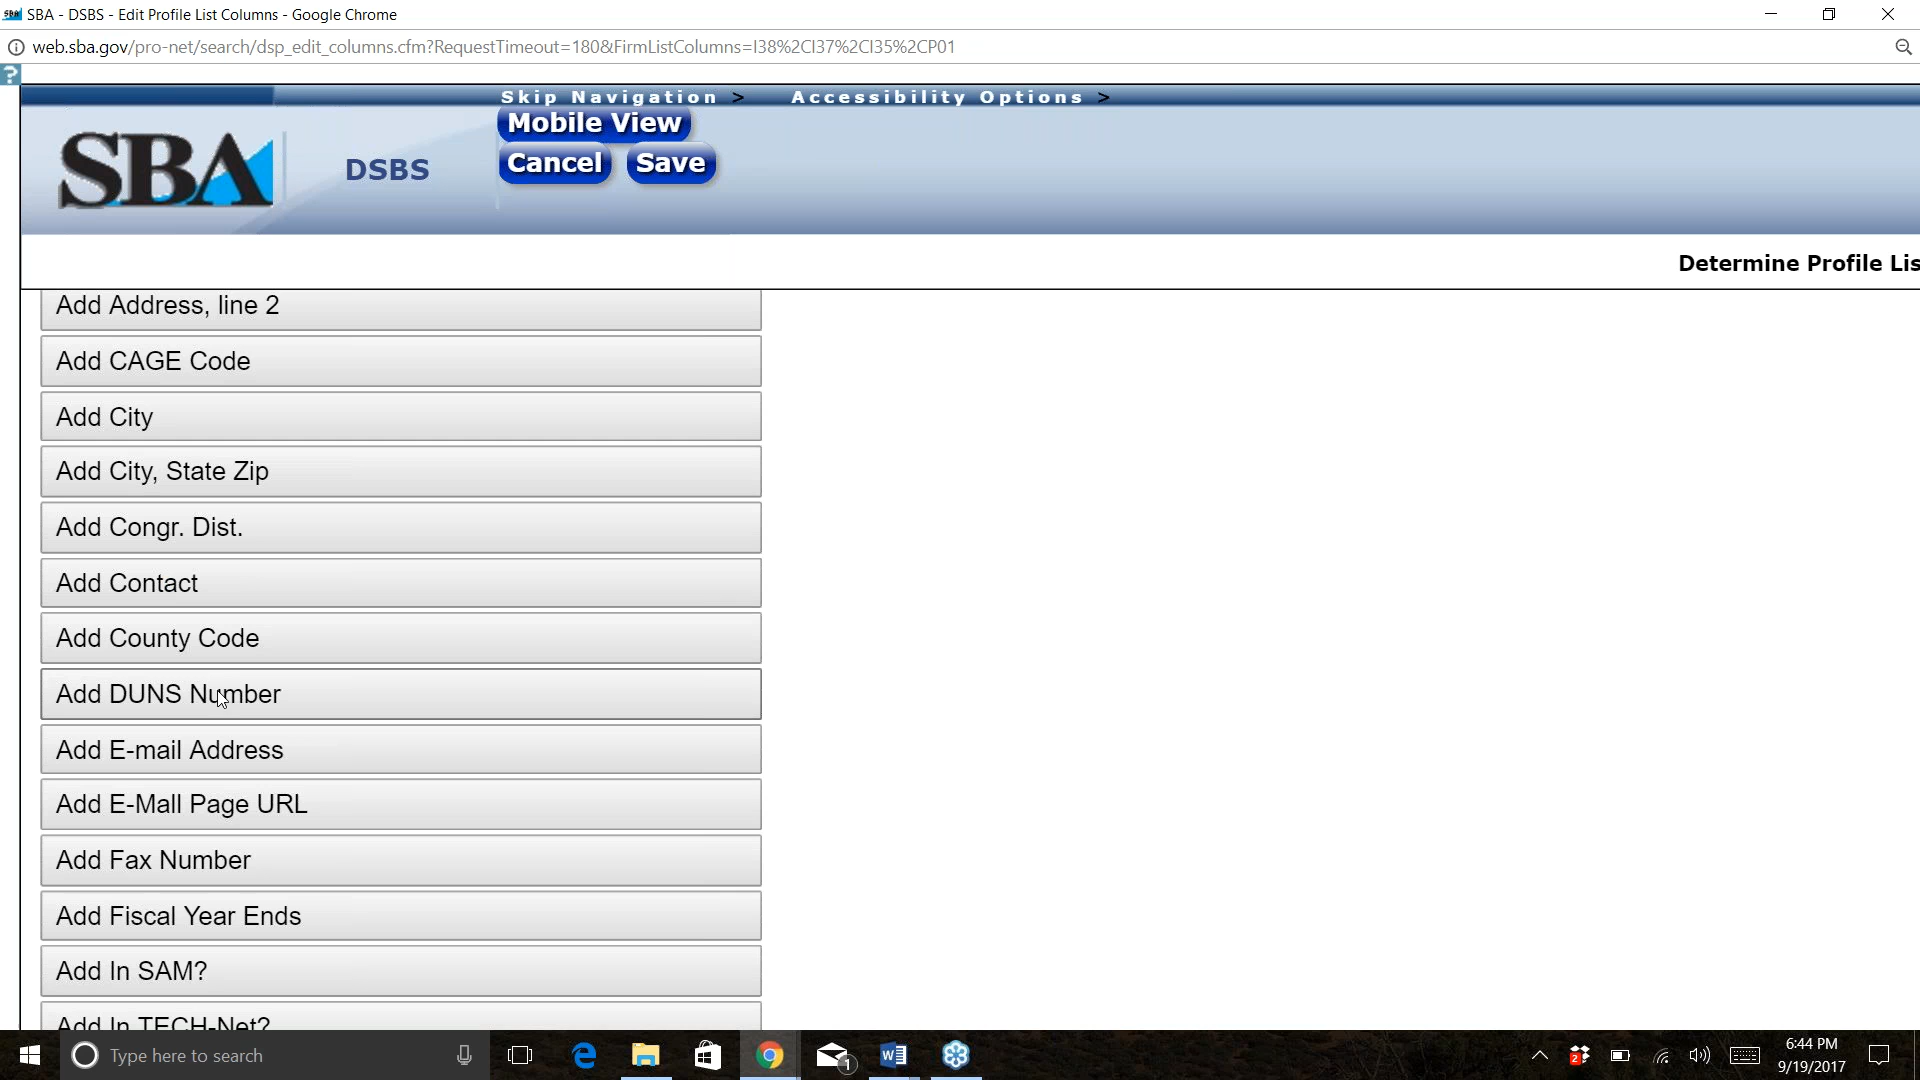 SBA - DSBS - Edit Profile List Columns - Google Chrome
web.sba.gov/pro-net/search/dsp_edit_columns.cfm?RequestTimeout=180&FirmListColumns=I38%2CI37%2CI35%2CP01
?
Skip Navigation > Accessibility Options >
Mobile View
SBA
DSBS
Cancel Save
Determine Profile Lis
Add Address, line 2
Add CAGE Code
Add City
Add City, State Zip
Add Congr. Dist.
Add Contact
Add County Code
Add DUNS Number
Add E-mail Address
Add E-Mall Page URL
Add Fax Number
Add Fiscal Year Ends
Add In SAM?
Add In TECH-Net?
Type here to search
1
2
6:44 PM
9/19/2017